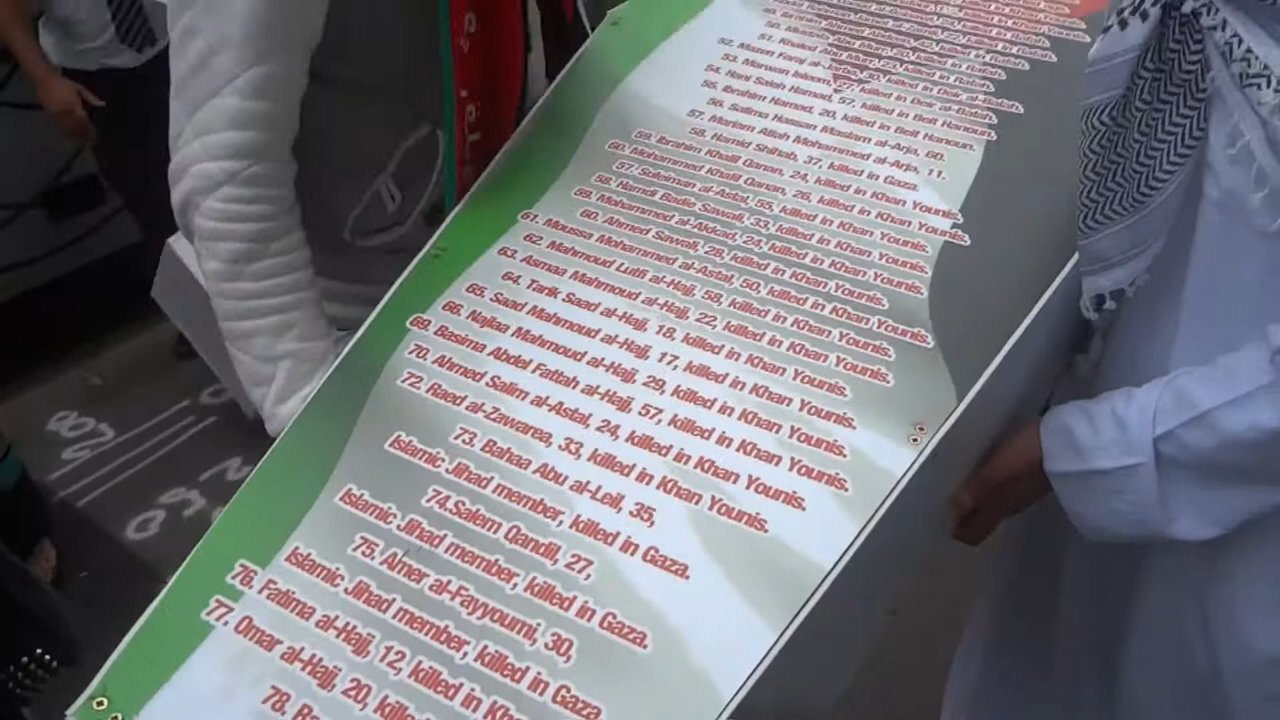 51. Khaled Abu Muri, 22, killed in Rafah.
52. Mazen Faraj al-Jarba, 30, killed in Deir al-Balah.
53. Marwan Isleem, 27, killed in Deir al-Balah.
54. Hani Saleh Hamad, 57, killed in Beit Hanoun.
55. Ibrahim Hamad, 20, killed in Beit Hanoun.
56. Salima Hassan Maslam al-Arja, 60.
57. Mariam Atiah Mohammed al-Arja, 11.
58. Hamid Shihab, 37, killed in Gaza.
59. Ibrahim Khalil Qanan, 24, killed in Khan Younis.
60. Mohammed Khalil Qanan, 26, killed in Khan Younis.
57. Suleiman al-Astal, 55, killed in Khan Younis.
58. Hamdi Badie Sawali, 33, killed in Khan Younis.
59. Mohammed al-Akkad, 24, killed in Khan Younis.
60. Ahmed Sawali, 28, killed in Khan Younis.
61. Moussa Mohammed al-Astal, 50, killed in Khan Younis.
62. Mahmoud Lutfi al-Hajj, 58, killed in Khan Younis.
63. Asmaa Mahmoud al-Hajj, 22, killed in Khan Younis.
64. Tarik Saad al-Hajj, 18, killed in Khan Younis.
65. Saad Mahmoud al-Hajj, 17, killed in Khan Younis.
66. Najlaa Mahmoud al-Hajj, 29, killed in Khan Younis.
69. Basima Abdel Fattah al-Hajj, 57, killed in Khan Younis.
70. Ahmed Salim al-Astal, 24, killed in Khan Younis.
72. Raed al-Zawarea, 33, killed in Khan Younis.
73. Bahaa Abu al-Leil, 35,
Islamic Jihad member, killed in Gaza.
74.Salem Qandil, 27,
Islamic Jihad member, killed in Gaza.
75. Amer al-Fayyoumi, 30,
Islamic Jihad member, killed in Gaza
76. Fatima al-Hajj, 12, killed in Kha
77. Omar al-Hajj, 20, kille
78. Ba